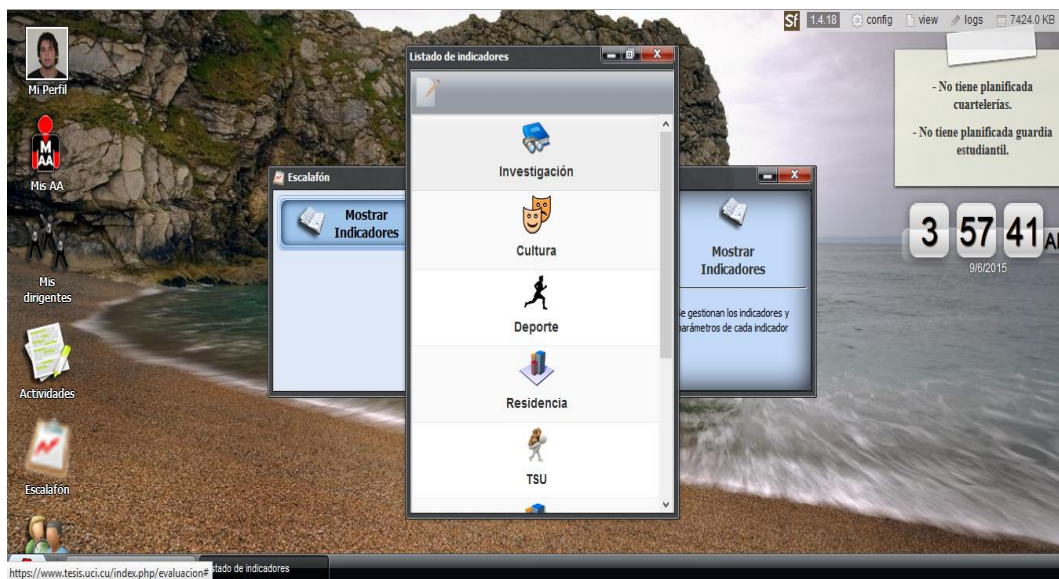 Sf 1.4.18 config view logs 7424.0 KB
Mi Perfil
M
AA
Mis AA
Mis
dirigentes
Actividades
Escalafón
Escalafón
Mostrar
Indicadores
Listado de indicadores
Investigación
Cultura
Deporte
Residencia
TSU
Mostrar
Indicadores
Se gestionan los indicadores y
parámetros de cada indicador
- No tiene planificada
cuartelerías.
- No tiene planificada guardia
estudiantil.
3 57 41 AM
9/6/2015
https://www.tesis.uci.cu/index.php/evaluacion#
stado de indicadores